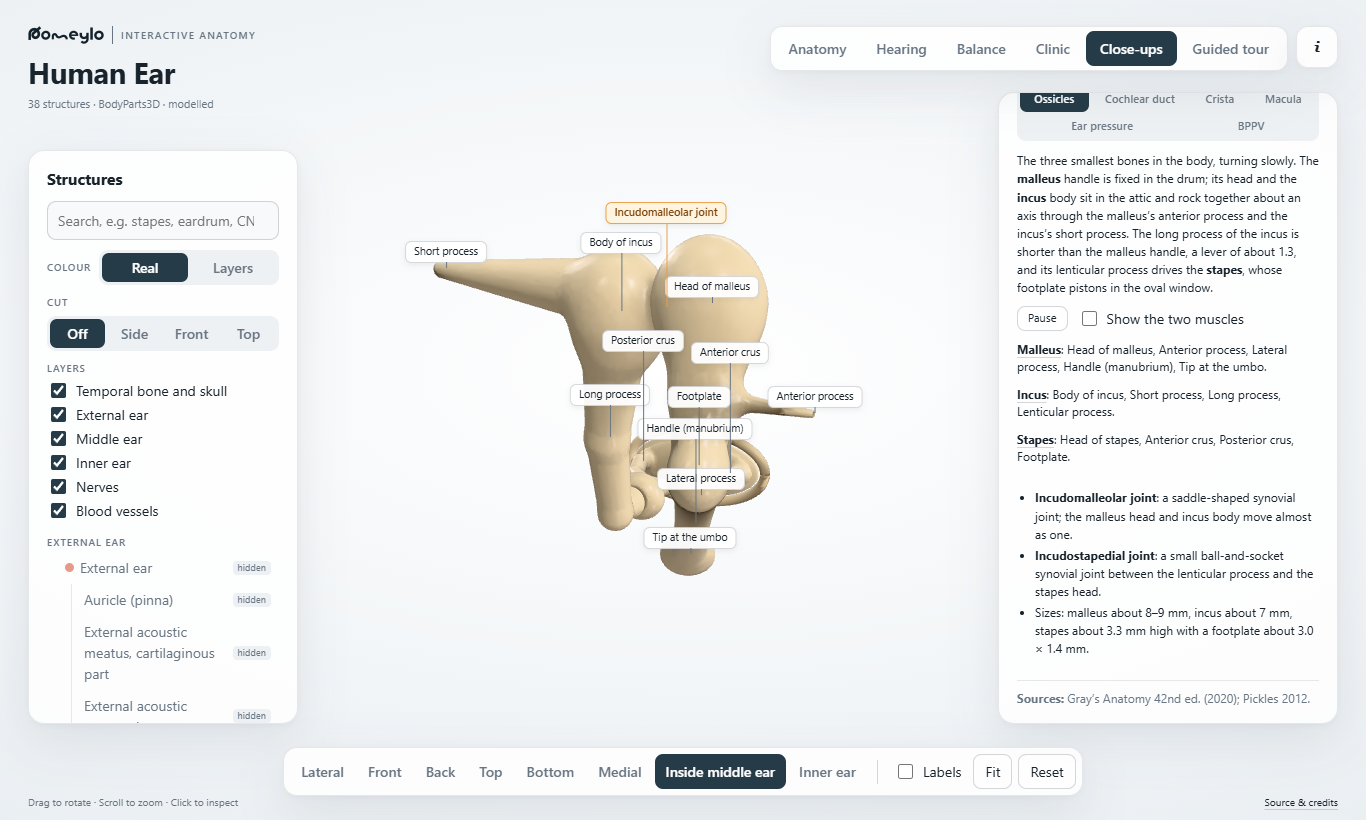 Domeylo | INTERACTIVE ANATOMY
Human Ear
38 structures · BodyParts3D · modelled
Anatomy Hearing Balance Clinic Close-ups Guided tour i
Structures
Search, e.g. stapes, eardrum, CN
COLOUR Real Layers
CUT
Off Side Front Top
LAYERS
Temporal bone and skull
External ear
Middle ear
Inner ear
Nerves
Blood vessels
EXTERNAL EAR
External ear hidden
Auricle (pinna) hidden
External acoustic
meatus, cartilaginous hidden
part
External acoustic
hidden
Incudomalleolar joint
Body of incus
Short process
Head of malleus
Posterior crus
Anterior crus
Long process
Footplate
Anterior process
Handle (manubrium)
Lateral process
Tip at the umbo
Ossicles Cochlear duct Crista Macula
Ear pressure BPPV
The three smallest bones in the body, turning slowly. The
malleus handle is fixed in the drum; its head and the
incus body sit in the attic and rock together about an
axis through the malleus's anterior process and the
incus's short process. The long process of the incus is
shorter than the malleus handle, a lever of about 1.3,
and its lenticular process drives the stapes, whose
footplate pistons in the oval window.
Pause Show the two muscles
Malleus: Head of malleus, Anterior process, Lateral
process, Handle (manubrium), Tip at the umbo.
Incus: Body of incus, Short process, Long process,
Lenticular process.
Stapes: Head of stapes, Anterior crus, Posterior crus,
Footplate.
• Incudomalleolar joint: a saddle-shaped synovial
joint; the malleus head and incus body move almost
as one.
• Incudostapedial joint: a small ball-and-socket
synovial joint between the lenticular process and the
stapes head.
• Sizes: malleus about 8–9 mm, incus about 7 mm,
stapes about 3.3 mm high with a footplate about 3.0
× 1.4 mm.
Sources: Gray's Anatomy 42nd ed. (2020); Pickles 2012.
Lateral Front Back Top Bottom Medial Inside middle ear Inner ear Labels Fit Reset
Drag to rotate · Scroll to zoom · Click to inspect
Source & credits